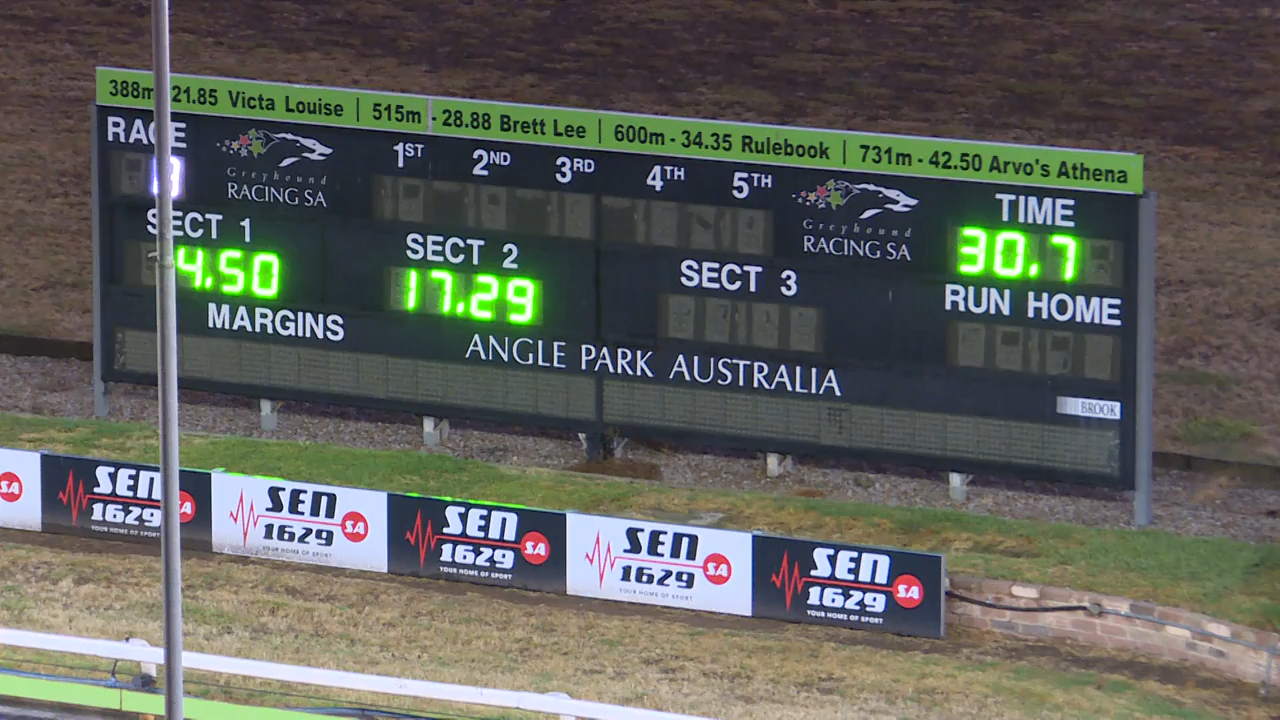 388m 21.85 Victa Louise | 515m - 28.88 Brett Lee | 600m - 34.35 Rulebook | 731m - 42.50 Arvo's Athena
RACE
Greyhound
RACING SA
1ST 2ND 3RD 4TH 5TH
Greyhound
RACING SA
TIME
30.7
SECT 1
4.50
SECT 2
17.29
SECT 3
RUN HOME
MARGINS
ANGLE PARK AUSTRALIA
BROOK
SA
SEN
1629
SA
YOUR HOME OF SPORT
SEN
1629
SA
YOUR HOME OF SPORT
SEN
1629
SA
YOUR HOME OF SPORT
SEN
1629
SA
YOUR HOME OF SPORT
SEN
1629
SA
YOUR HOME OF SPORT